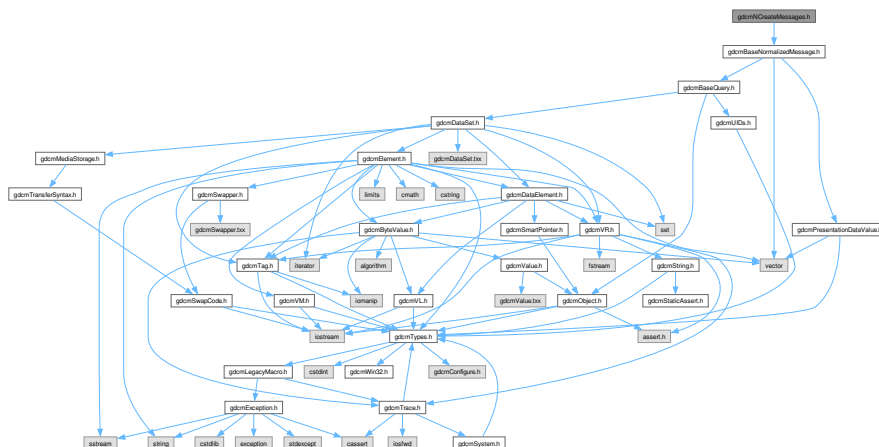 gdcmNCreateMessages.h
gdcmBaseNormalizedMessage.h
gdcmBaseQuery.h
gdcmDataSet.h
gdcmUIDs.h
gdcmMediaStorage.h
gdcmElement.h
gdcmDataSet.txx
gdcmTransferSyntax.h
gdcmSwapper.h
limits
cmath
cstring
gdcmDataElement.h
gdcmSwapper.txx
gdcmByteValue.h
gdcmSmartPointer.h
gdcmVR.h
set
gdcmPresentationDataValue.h
gdcmTag.h
iterator
algorithm
gdcmValue.h
fstream
gdcmString.h
vector
gdcmSwapCode.h
gdcmVM.h
iomanip
gdcmVL.h
gdcmValue.txx
gdcmObject.h
gdcmStaticAssert.h
iostream
gdcmTypes.h
assert.h
gdcmLegacyMacro.h
cstdint
gdcmWin32.h
gdcmConfigure.h
gdcmException.h
gdcmTrace.h
sstream
string
cstdlib
exception
stdexcept
cassert
iosfwd
gdcmSystem.h